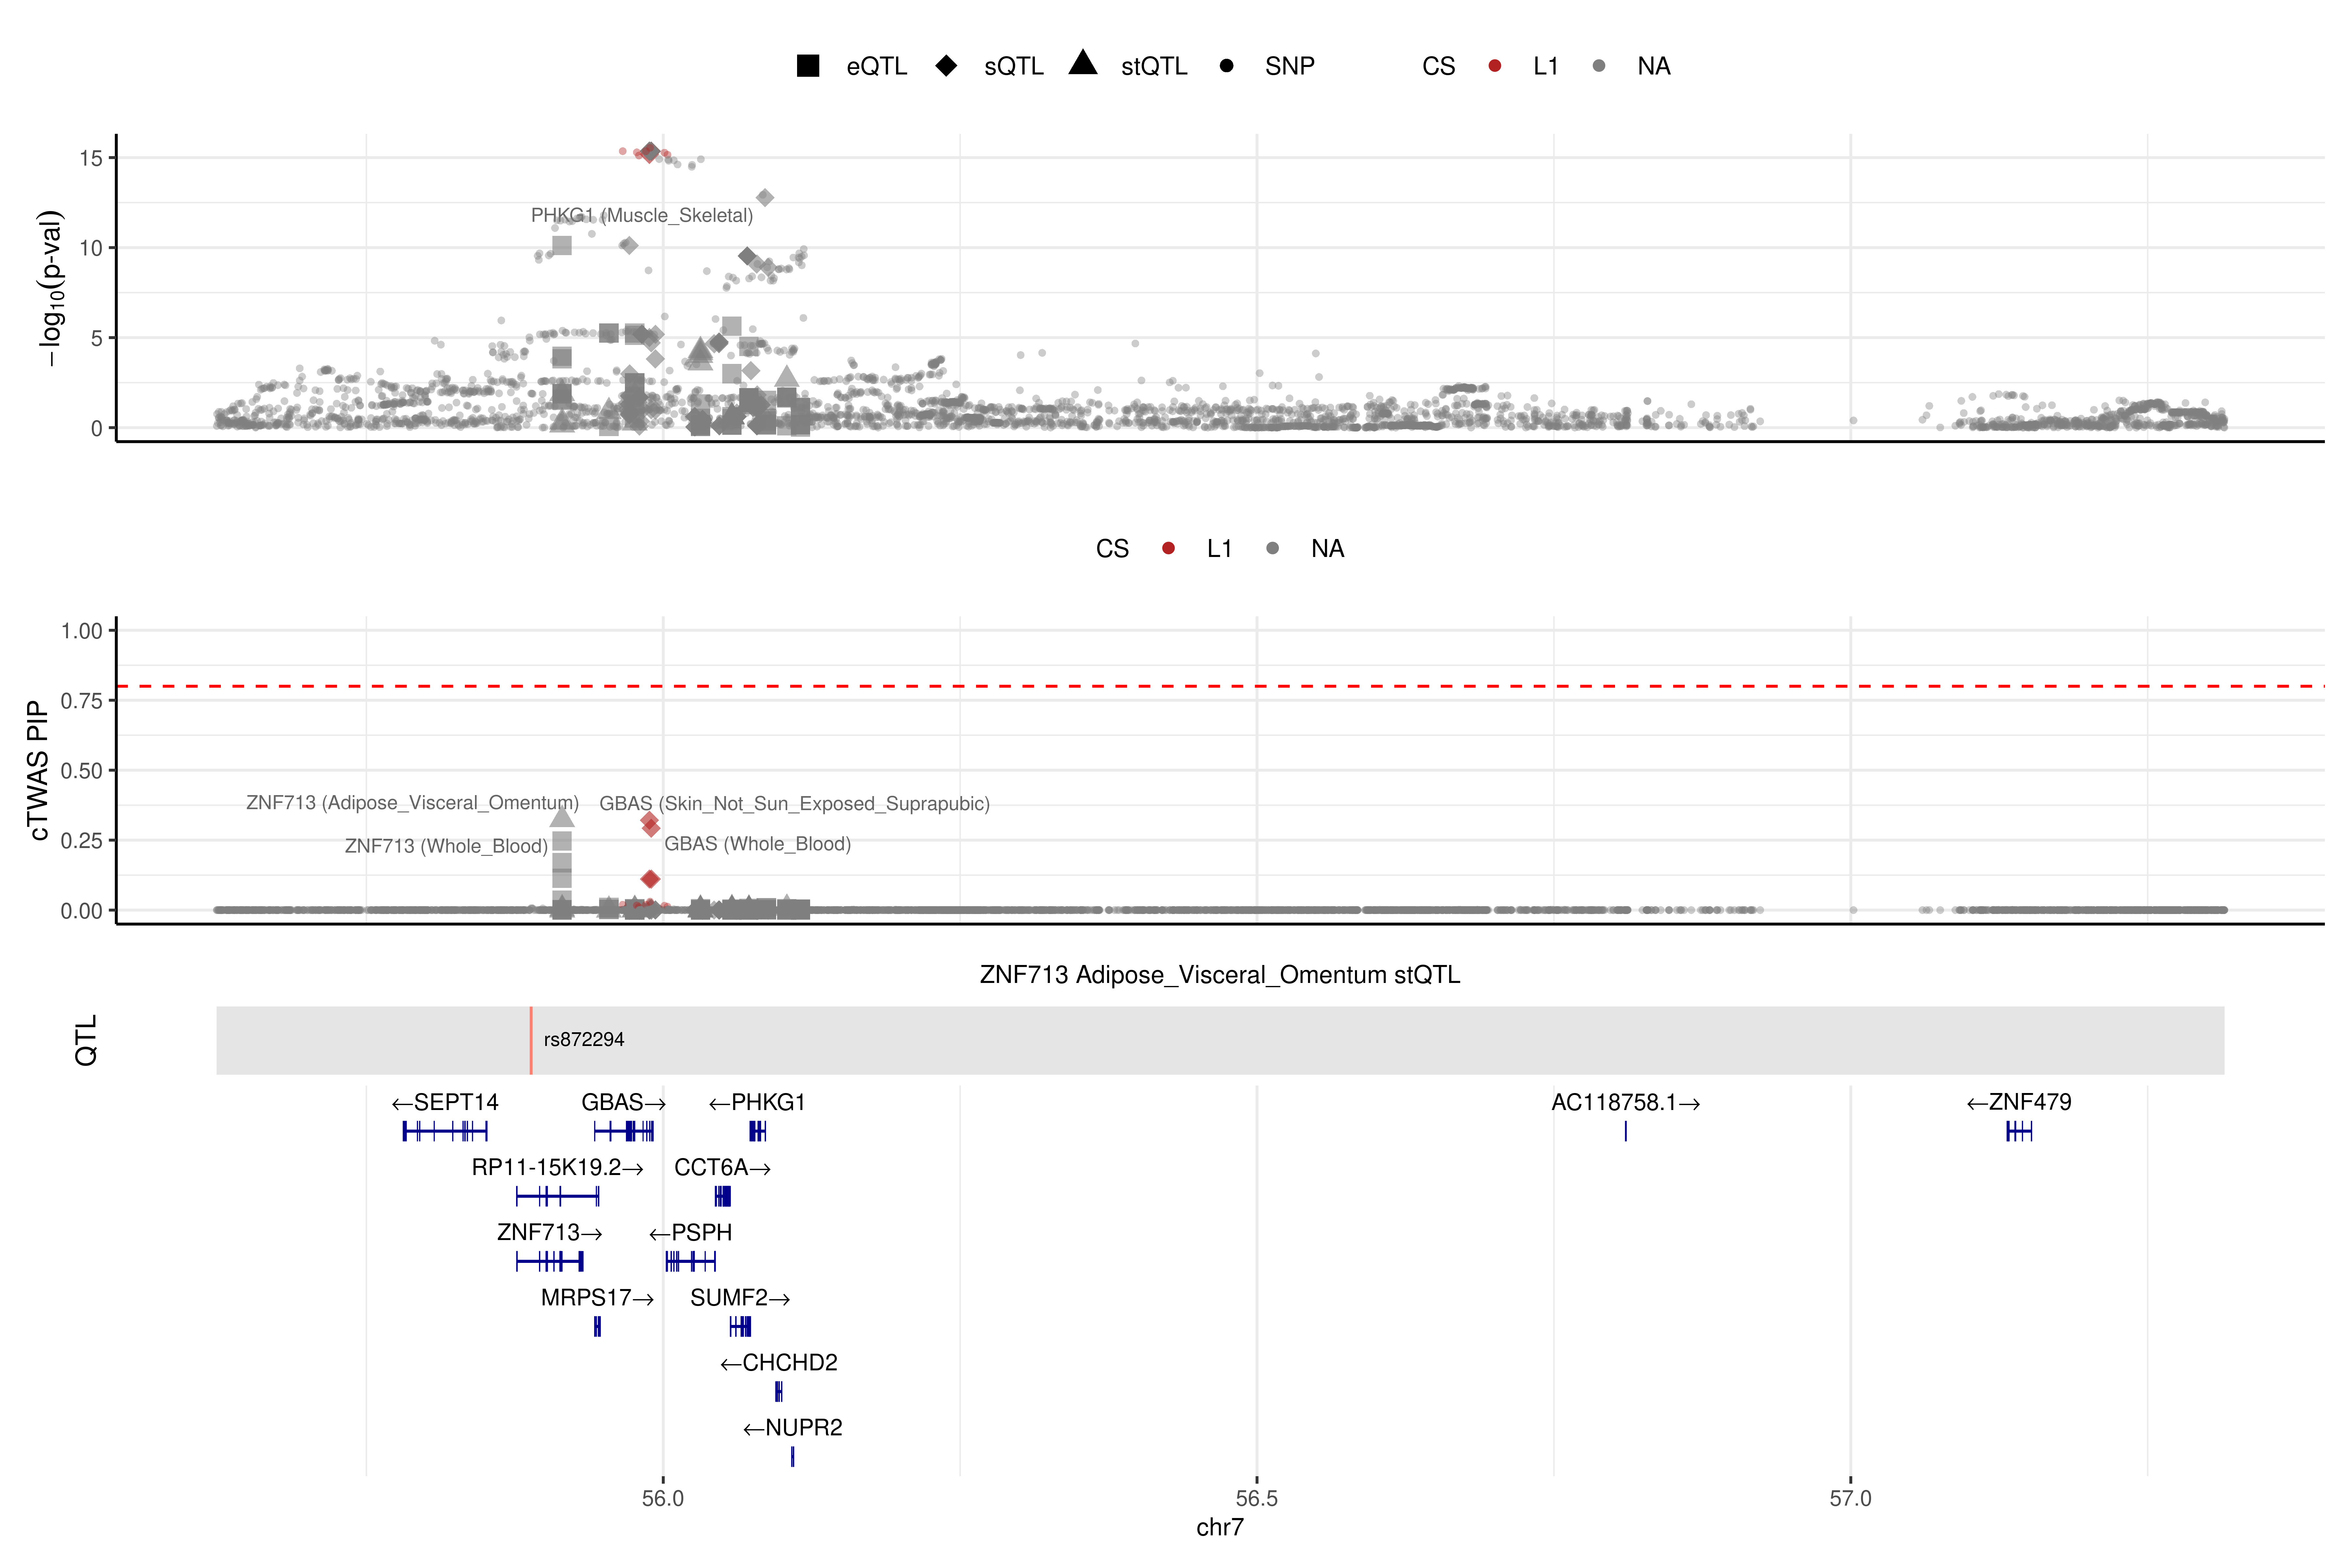 eQTL sQTL stQTL SNP CS L1 NA
15
10
5
0
−log10(p-val)
PHKG1 (Muscle_Skeletal)
CS L1 NA
1.00
0.75
0.50
0.25
0.00
cTWAS PIP
ZNF713 (Adipose_Visceral_Omentum) GBAS (Skin_Not_Sun_Exposed_Suprapubic)
ZNF713 (Whole_Blood) GBAS (Whole_Blood)
ZNF713 Adipose_Visceral_Omentum stQTL
QTL
rs872294
←SEPT14 GBAS→ ←PHKG1 AC118758.1→ ←ZNF479
RP11-15K19.2→ CCT6A→
ZNF713→ ←PSPH
MRPS17→ SUMF2→
←CHCHD2
←NUPR2
56.0 56.5 57.0
chr7